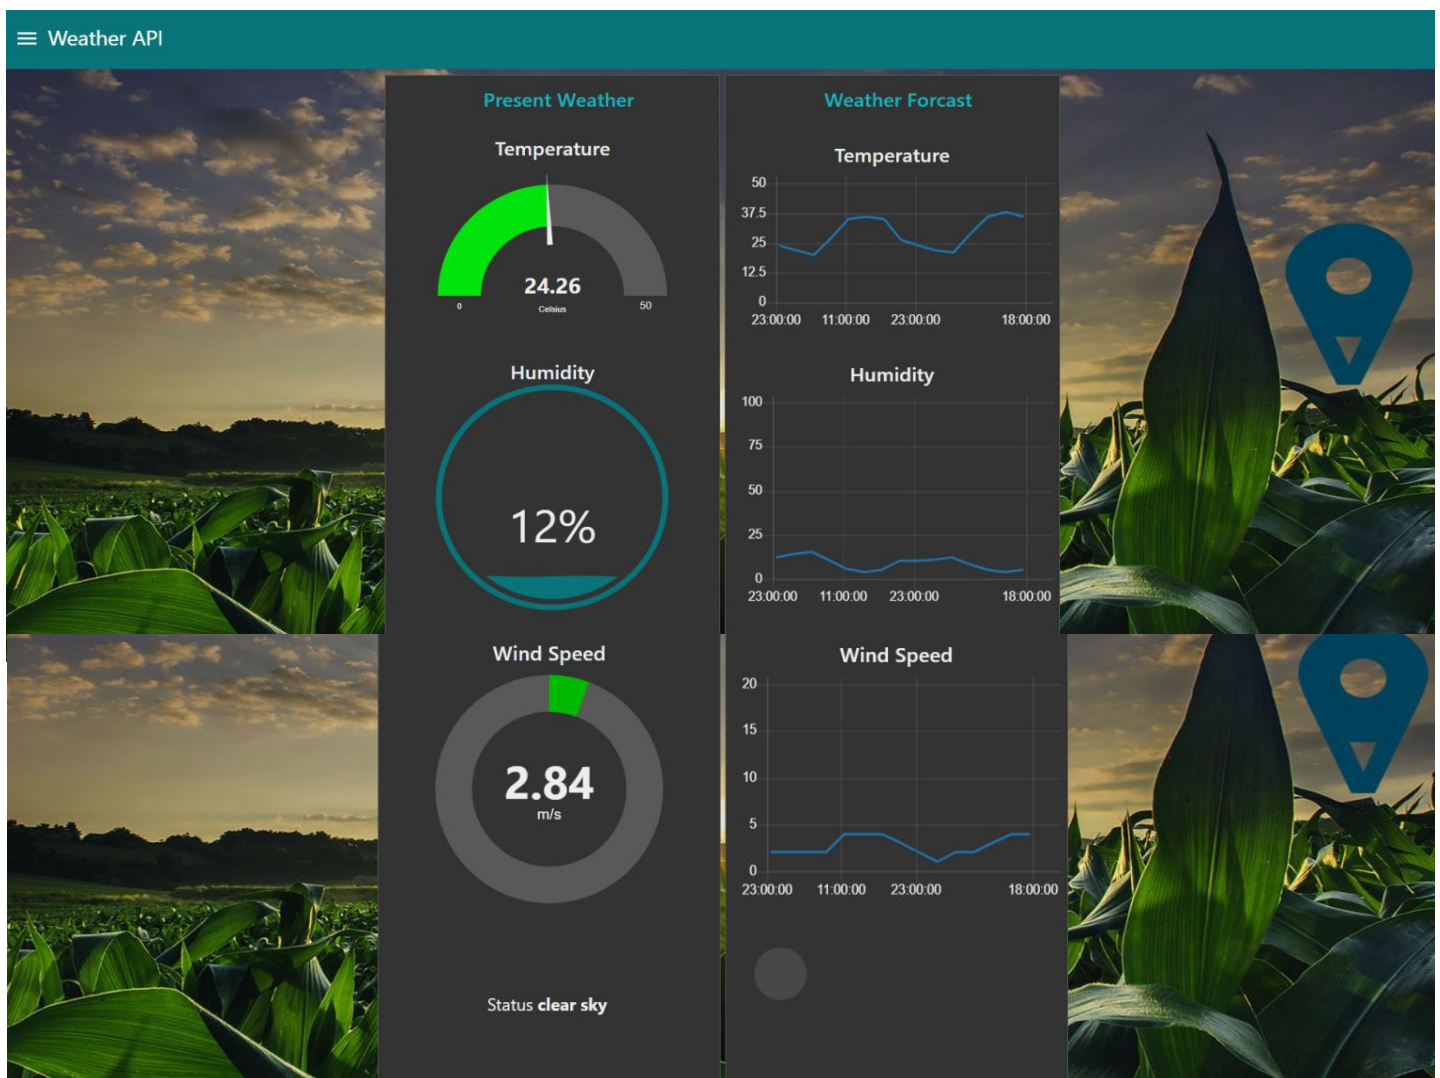 Weather API
Present Weather
Temperature
24.26
Celsius
0
50
Humidity
12%
Wind Speed
2.84
m/s
Status clear sky
Weather Forcast
Temperature
50
37.5
25
12.5
0
23:00:00 11:00:00 23:00:00 18:00:00
Humidity
100
75
50
25
0
23:00:00 11:00:00 23:00:00 18:00:00
Wind Speed
20
15
10
5
0
23:00:00 11:00:00 23:00:00 18:00:00